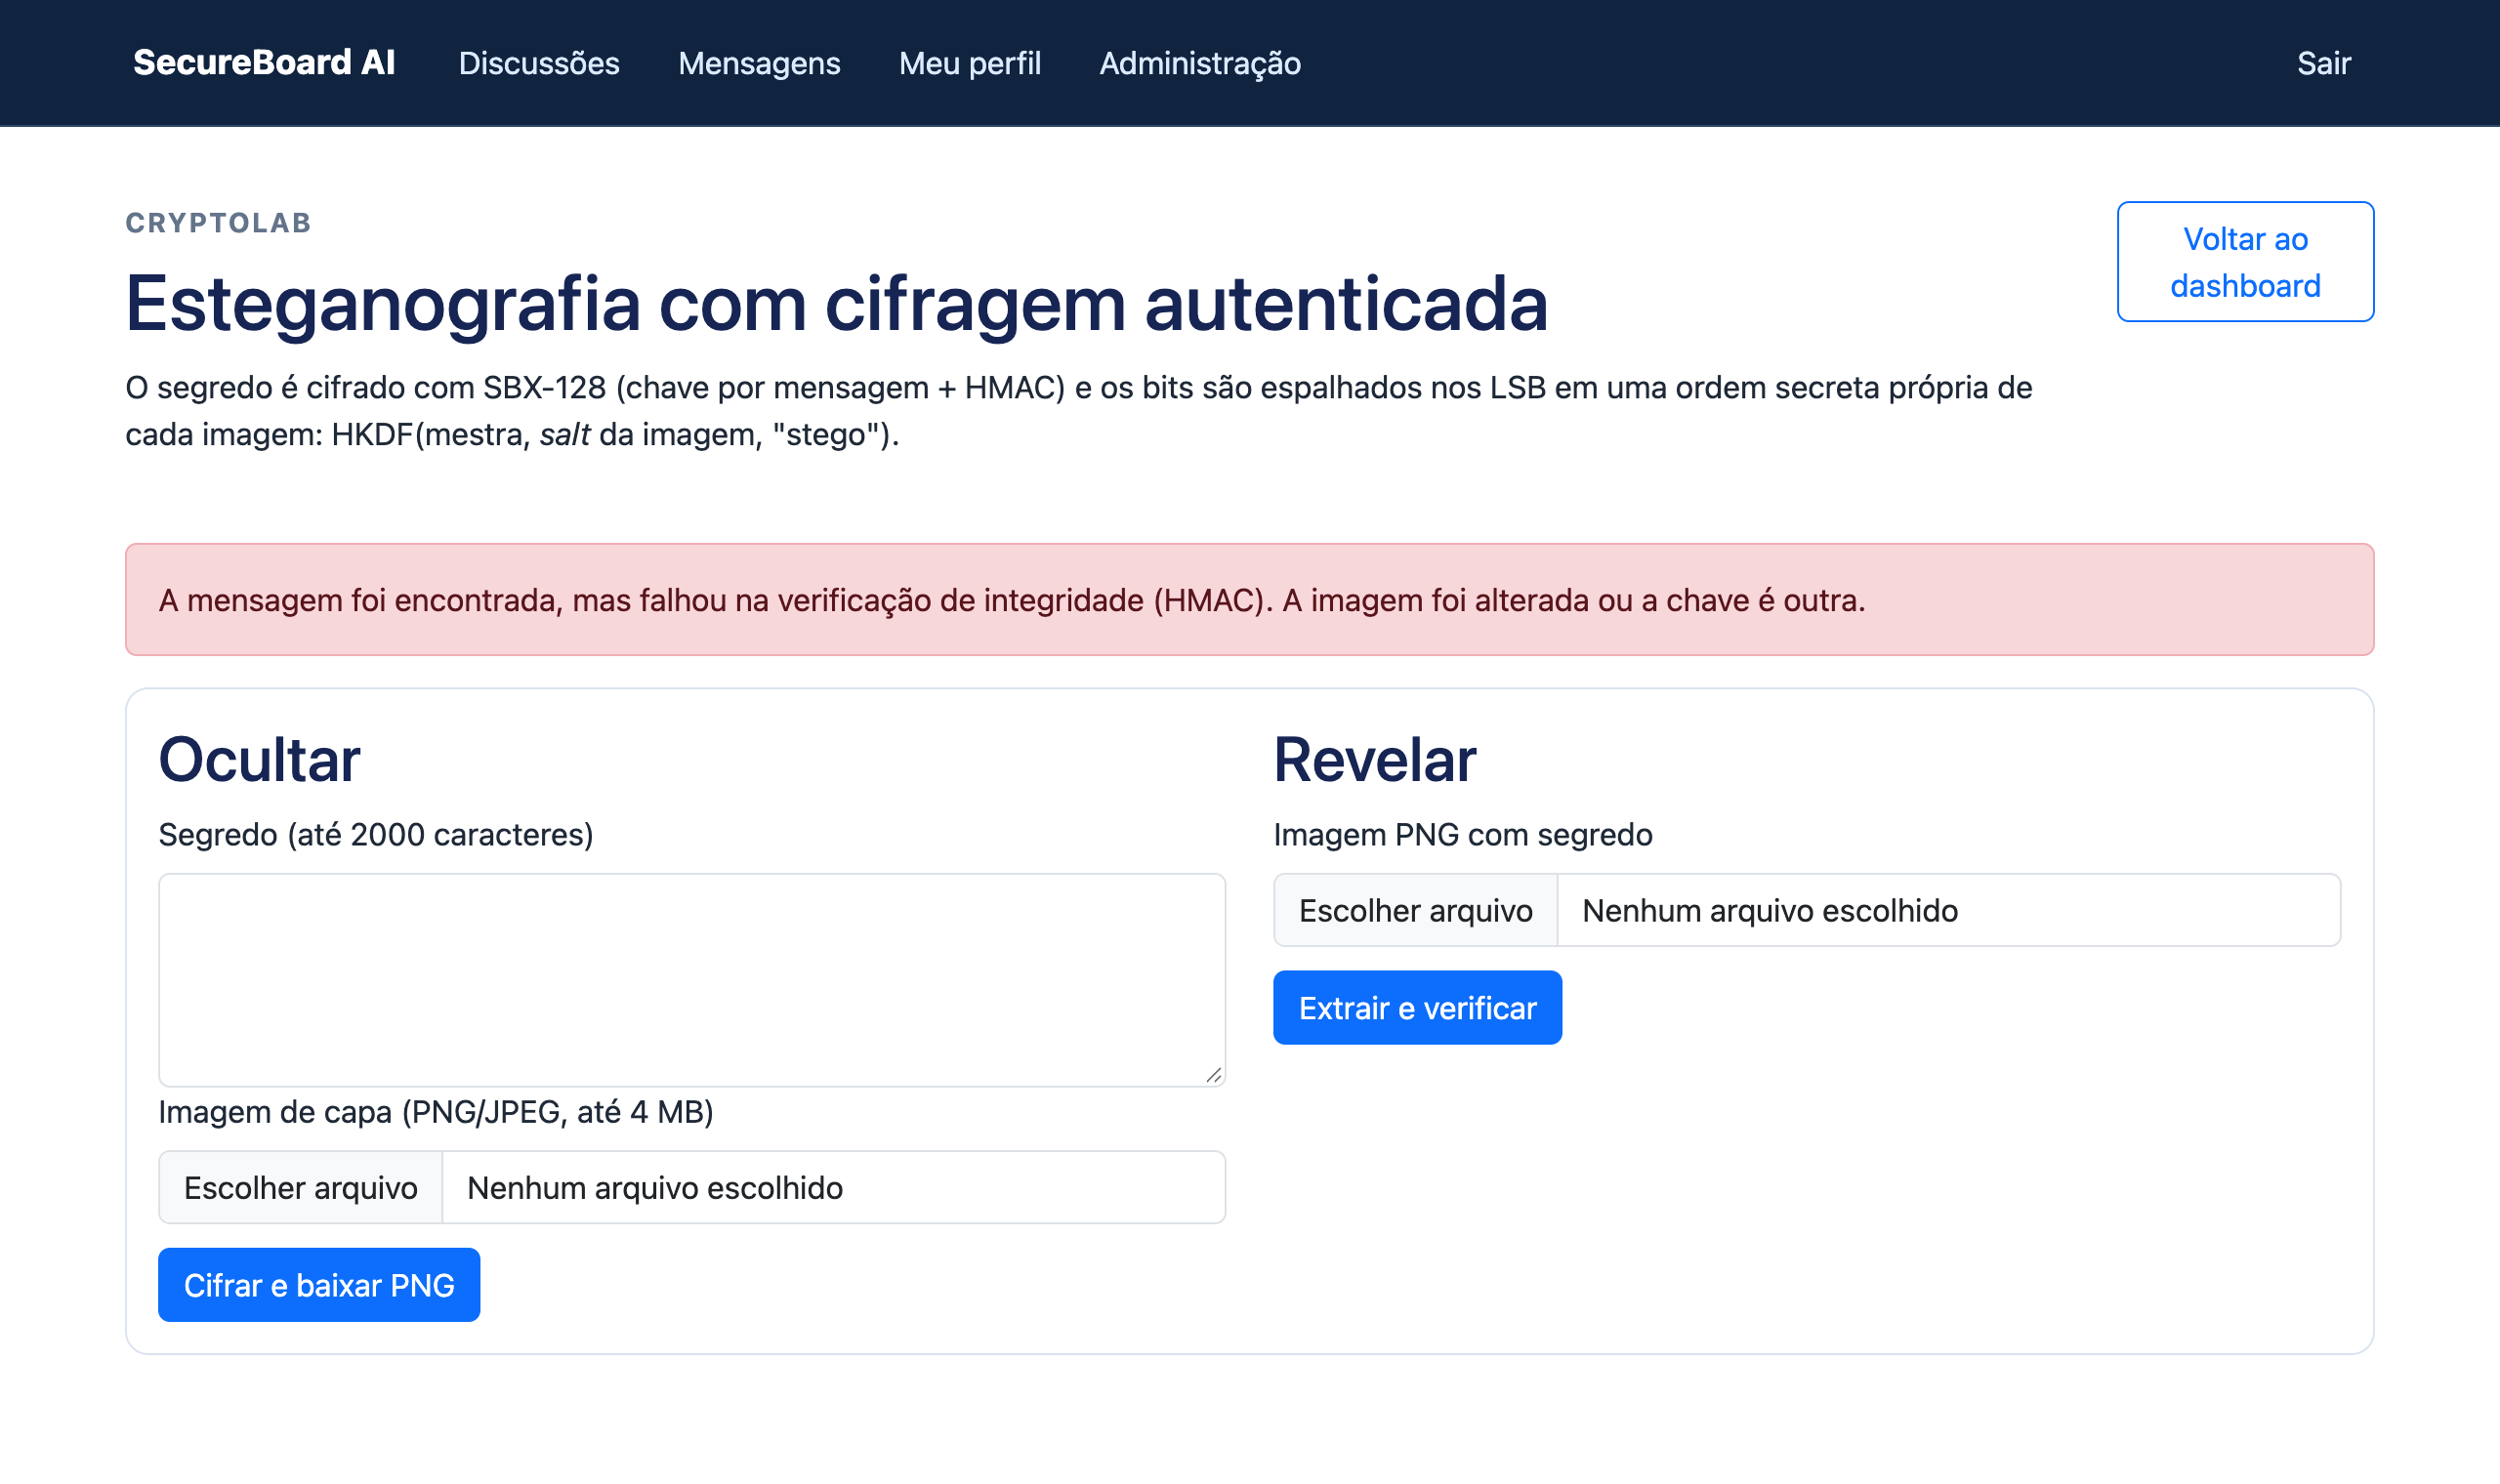 SecureBoard AI
Discussões
Mensagens
Meu perfil
Administração
Sair
CRYPTOLAB
Esteganografia com cifragem autenticada
O segredo é cifrado com SBX-128 (chave por mensagem + HMAC) e os bits são espalhados nos LSB em uma ordem secreta própria de
cada imagem: HKDF(mestra, salt da imagem, "stego").
Voltar ao
dashboard
A mensagem foi encontrada, mas falhou na verificação de integridade (HMAC). A imagem foi alterada ou a chave é outra.
Ocultar
Segredo (até 2000 caracteres)
Imagem de capa (PNG/JPEG, até 4 MB)
Escolher arquivo
Nenhum arquivo escolhido
Cifrar e baixar PNG
Revelar
Imagem PNG com segredo
Escolher arquivo
Nenhum arquivo escolhido
Extrair e verificar